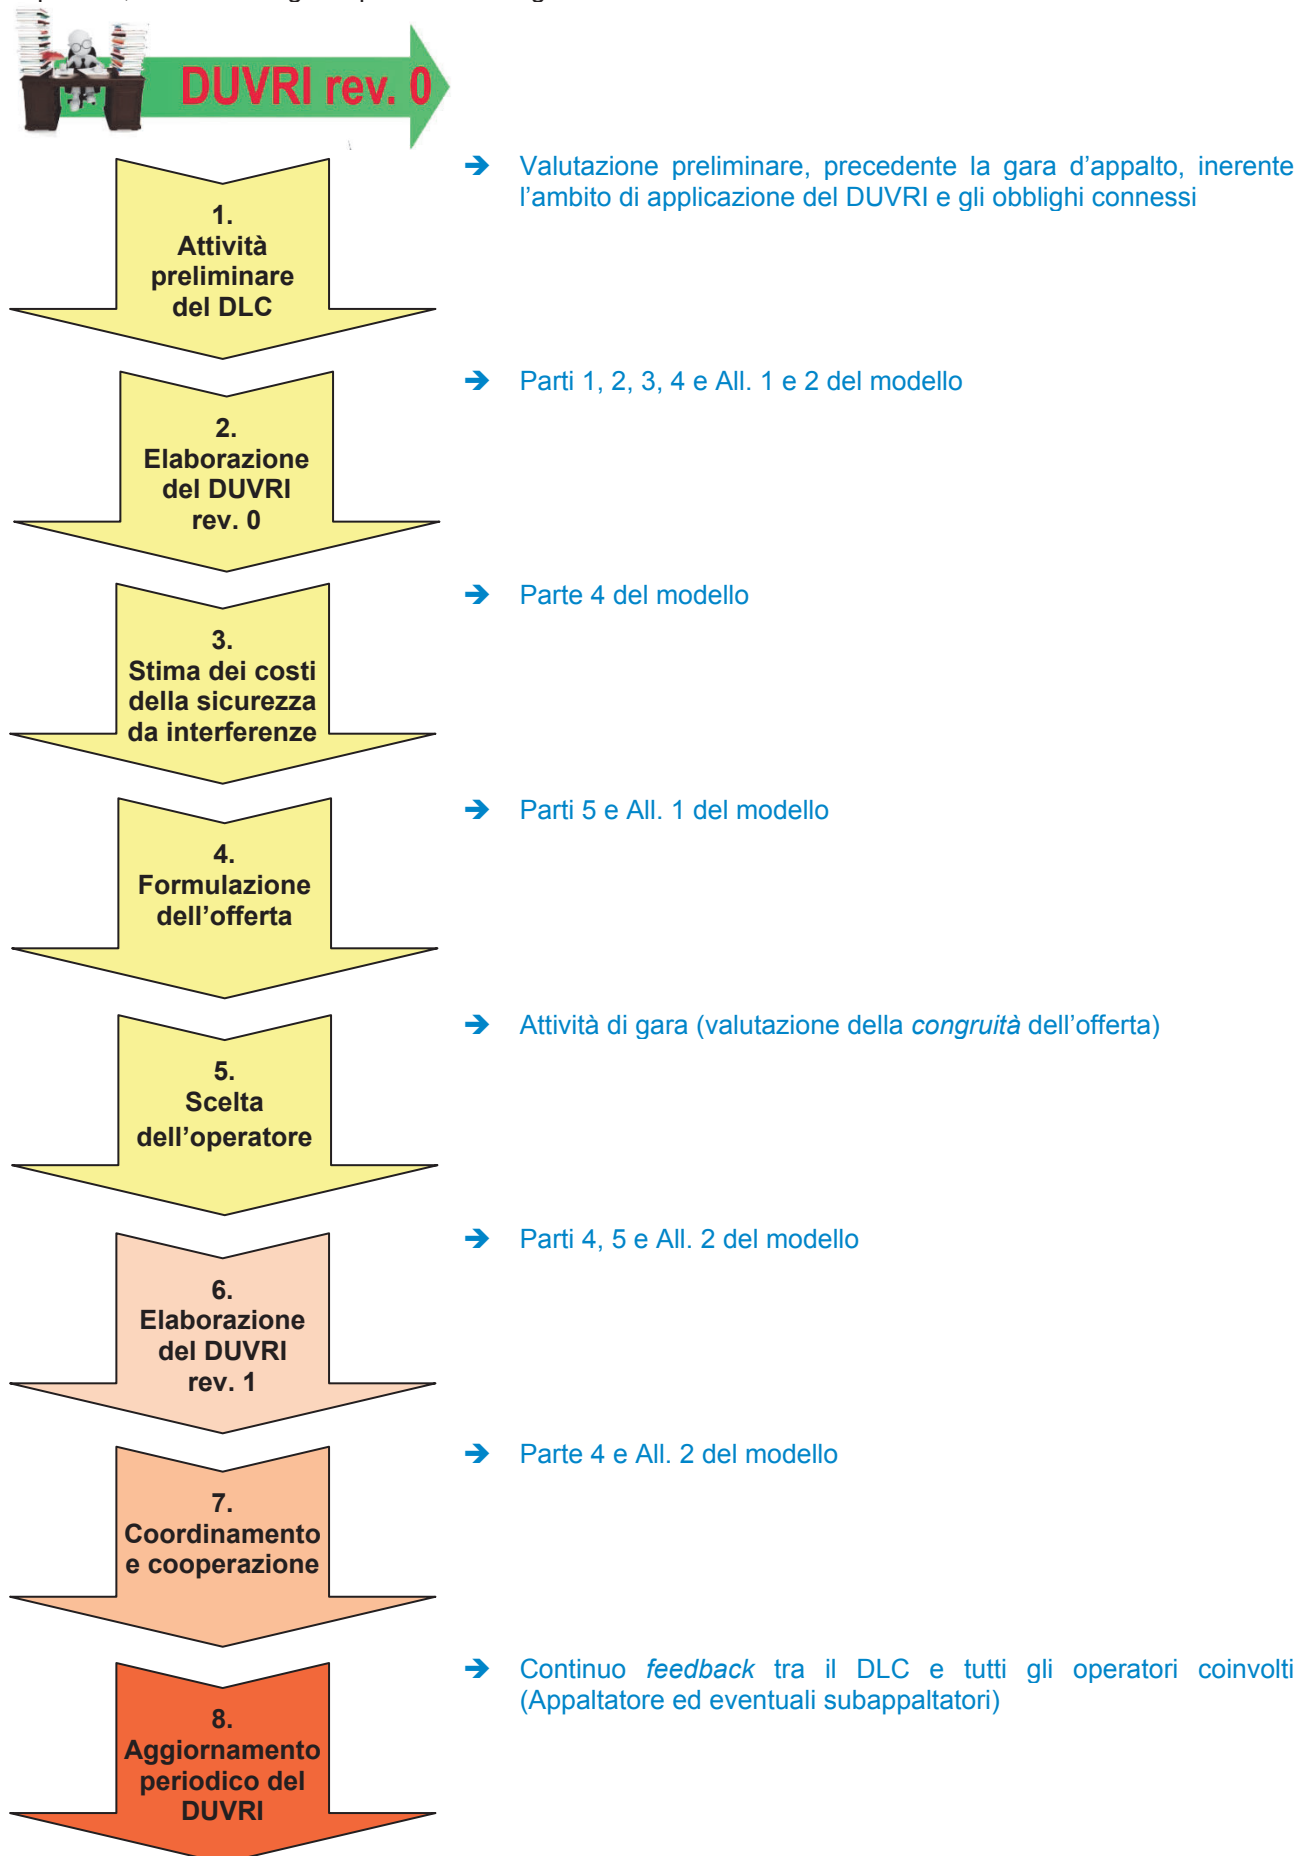 DUVRI rev. 0
➔ Valutazione preliminare, precedente la gara d'appalto, inerente
l'ambito di applicazione del DUVRI e gli obblighi connessi
1.
Attività
preliminare
del DLC
➔ Parti 1, 2, 3, 4 e All. 1 e 2 del modello
2.
Elaborazione
del DUVRI
rev. 0
➔ Parte 4 del modello
3.
Stima dei costi
della sicurezza
da interferenze
➔ Parti 5 e All. 1 del modello
4.
Formulazione
dell'offerta
➔ Attività di gara (valutazione della congruità dell'offerta)
5.
Scelta
dell'operatore
➔ Parti 4, 5 e All. 2 del modello
6.
Elaborazione
del DUVRI
rev. 1
➔ Parte 4 e All. 2 del modello
7.
Coordinamento
e cooperazione
➔ Continuo feedback tra il DLC e tutti gli operatori coinvolti
(Appaltatore ed eventuali subappaltatori)
8.
Aggiornamento
periodico del
DUVRI